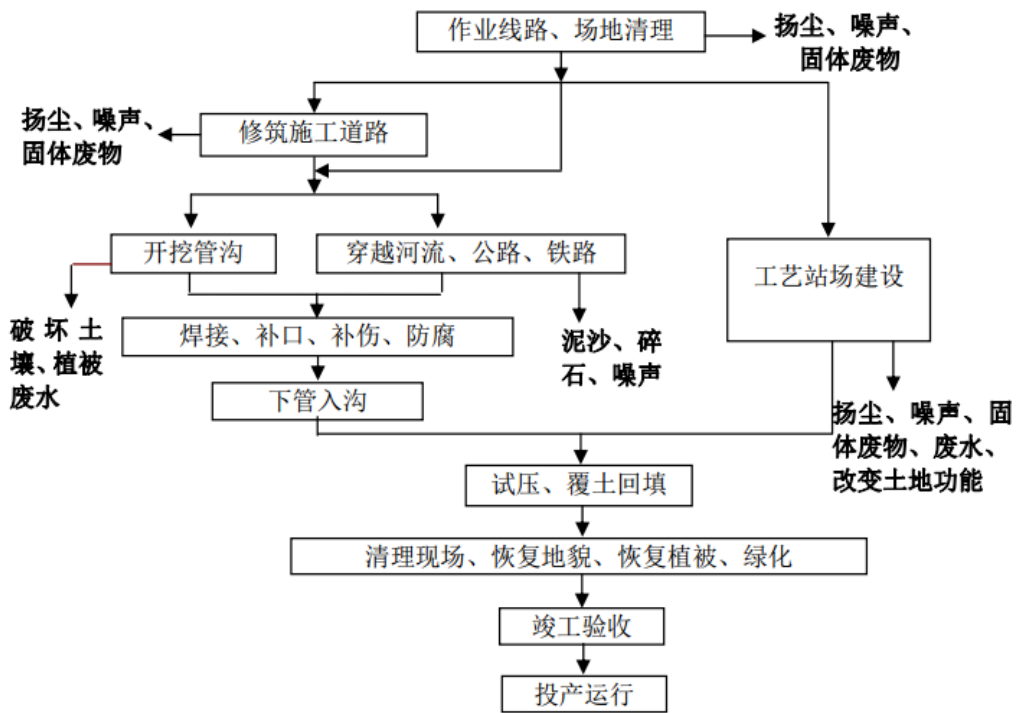 作业线路、场地清理
扬尘、噪声、
固体废物
扬尘、噪声、
固体废物
修筑施工道路
开挖管沟
穿越河流、公路、铁路
工艺站场建设
破坏土
壤、植被
废水
焊接、补口、补伤、防腐
泥沙、碎
石、噪声
下管入沟
扬尘、噪声、固
体废物、废水、
改变土地功能
试压、覆土回填
清理现场、恢复地貌、恢复植被、绿化
竣工验收
投产运行